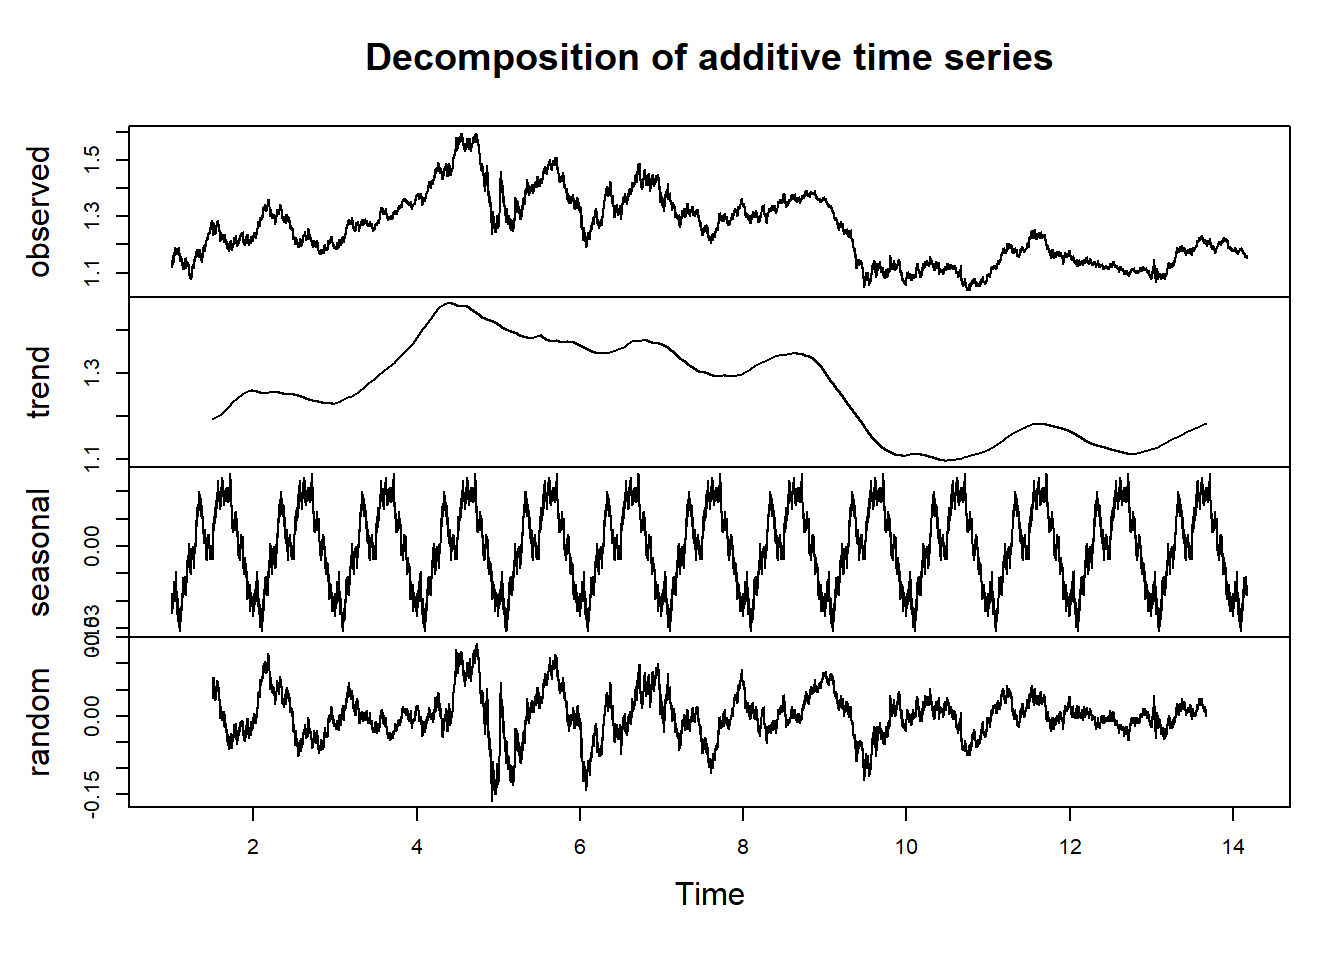 Decomposition of additive time series
observed
1.1 1.3 1.5
trend
1.1 1.3
seasonal
0.00
random
-0.15 0.00
2 4 6 8 10 12 14
Time